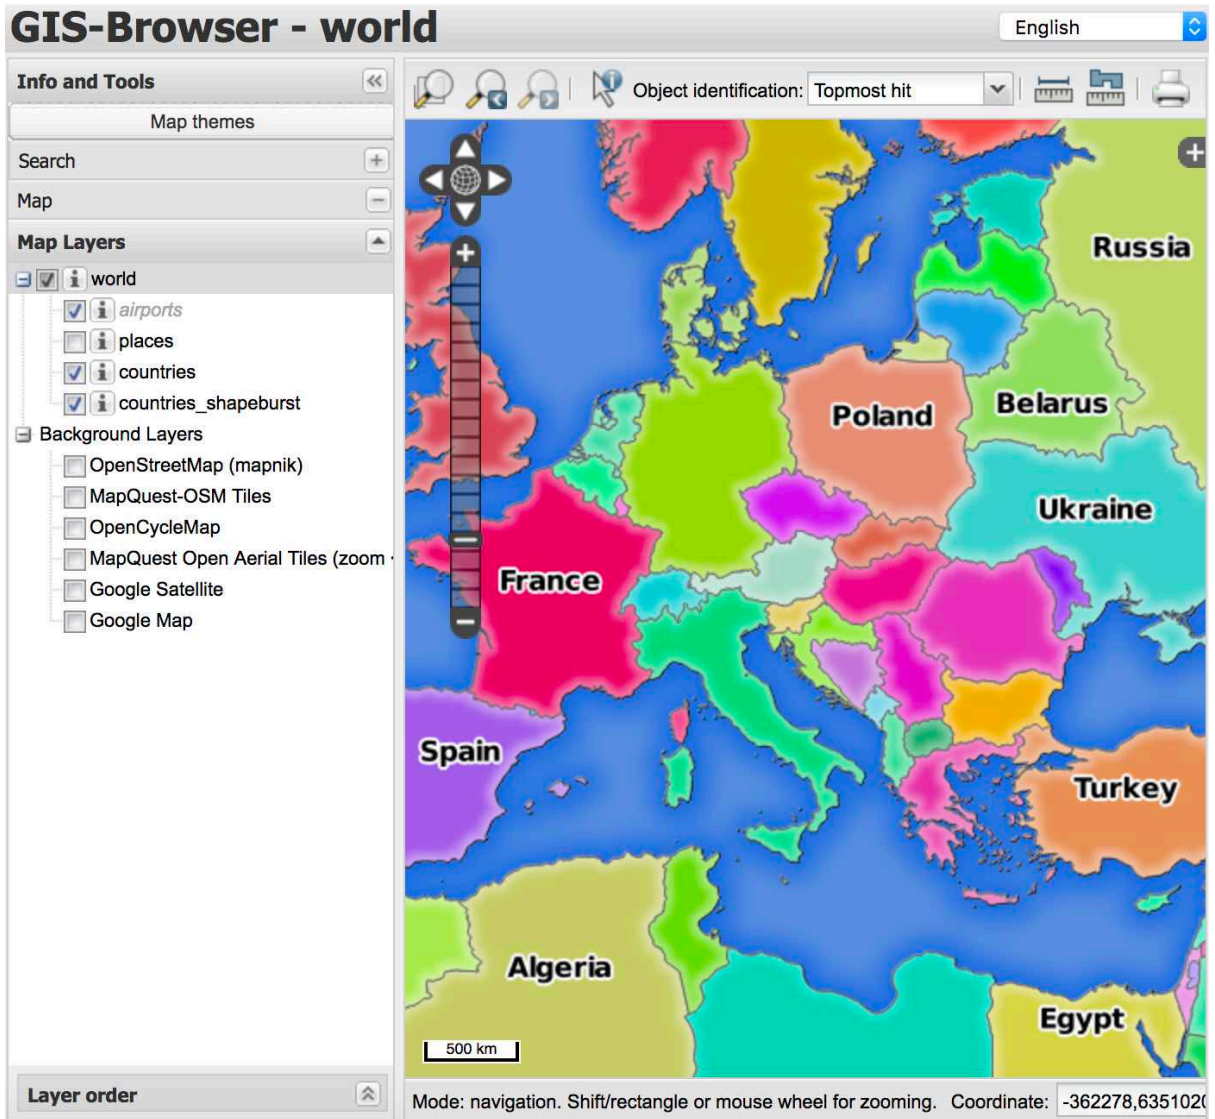 GIS-Browser - world
English
Info and Tools
Map themes
Search
Map
Map Layers
world
airports
places
countries
countries_shapeburst
Background Layers
OpenStreetMap (mapnik)
MapQuest-OSM Tiles
OpenCycleMap
MapQuest Open Aerial Tiles (zoom
Google Satellite
Google Map
Layer order
Object identification: Topmost hit
Russia
Belarus
Poland
Ukraine
France
Spain
Turkey
Algeria
Egypt
500 km
Mode: navigation. Shift/rectangle or mouse wheel for zooming. Coordinate: -362278,6351020